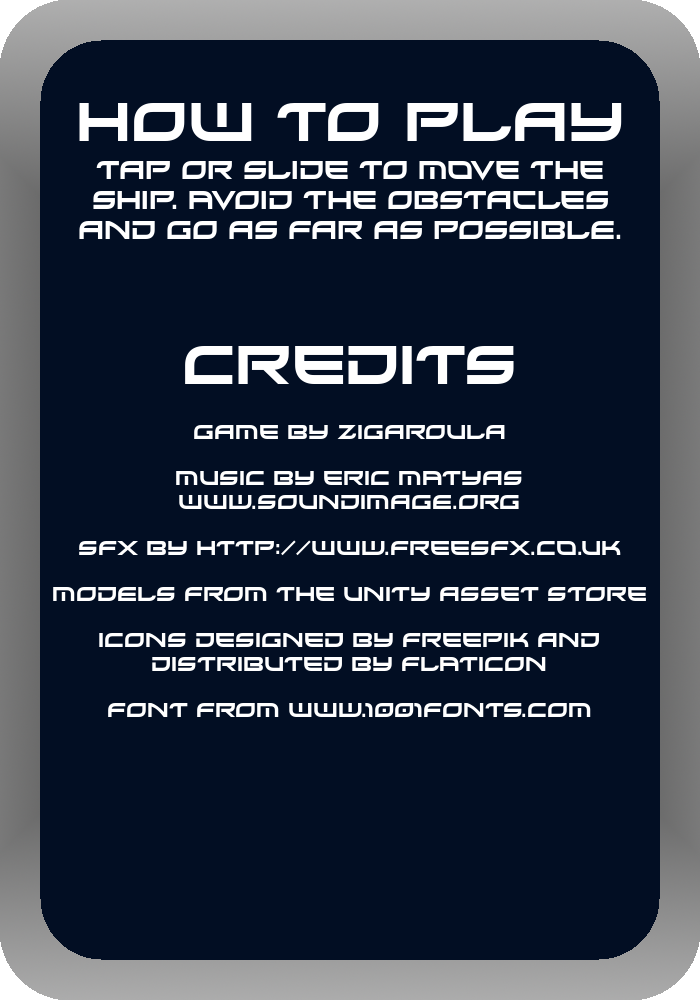 HOW TO PLAY
TAP OR SLIDE TO MOVE THE
SHIP. AVOID THE OBSTACLES
AND GO AS FAR AS POSSIBLE.
CREDITS
GAME BY ZIGAROULA
MUSIC BY ERIC MATYAS
WWW.SOUNDIMAGE.ORG
SFX BY HTTP://WWW.FREESFX.CO.UK
MODELS FROM THE UNITY ASSET STORE
ICONS DESIGNED BY FREEPIK AND
DISTRIBUTED BY FLATICON
FONT FROM WWW.1001FONTS.COM